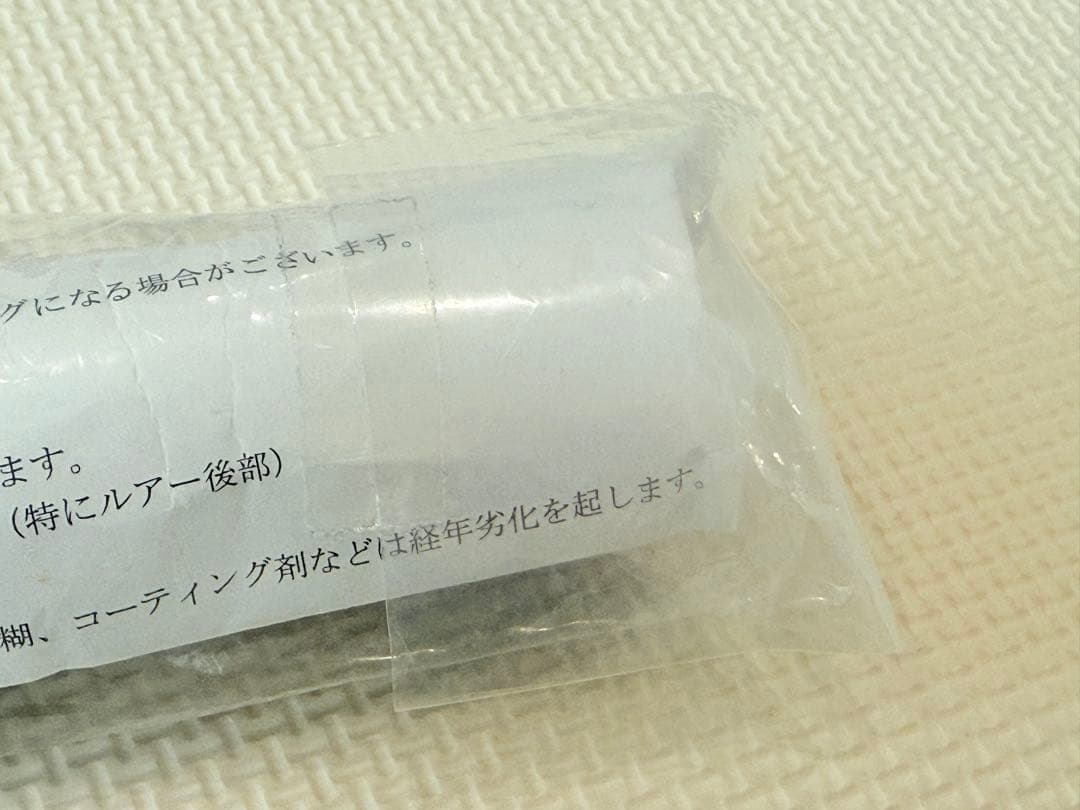 グになる場合がございます。
ます。
（特にルアー後部）
糊、コーティング剤などは経年劣化を起します。